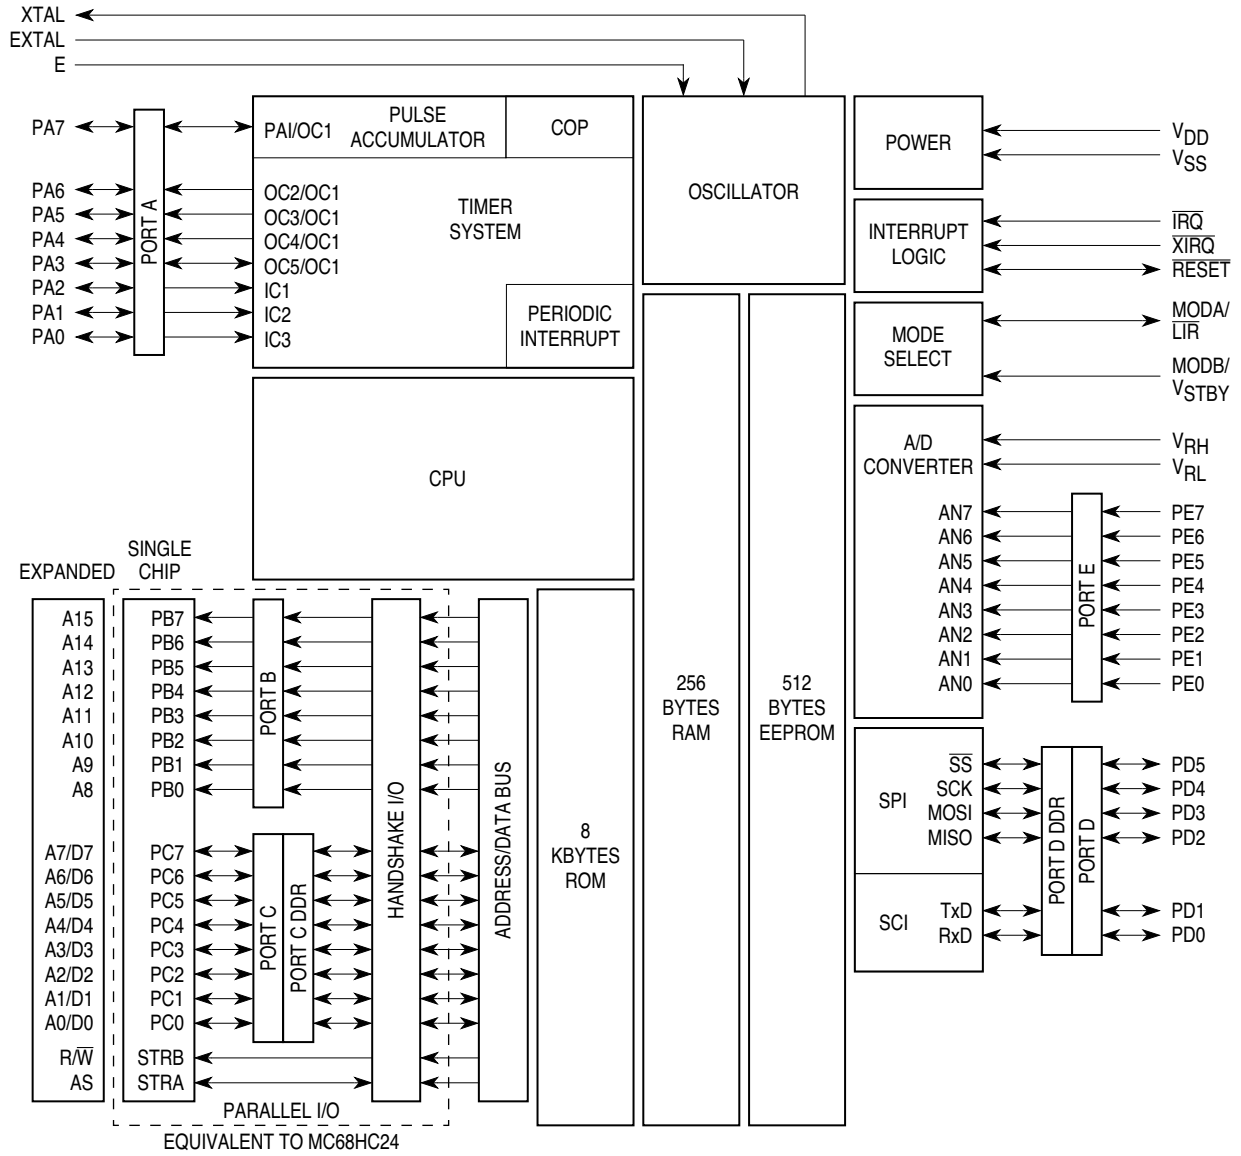 XTAL
EXTAL
E
PA7
PA6
PA5
PA4
PA3
PA2
PA1
PA0
PORT A
PAI/OC1
PULSE
ACCUMULATOR
COP
OC2/OC1
OC3/OC1
OC4/OC1
OC5/OC1
IC1
IC2
IC3
TIMER
SYSTEM
PERIODIC
INTERRUPT
OSCILLATOR
POWER
VDD
VSS
INTERRUPT
LOGIC
IRQ
XIRQ
RESET
MODE
SELECT
MODA/
LIR
MODB/
VSTBY
CPU
A/D
CONVERTER
VRH
VRL
AN7
AN6
AN5
AN4
AN3
AN2
AN1
AN0
PORT E
PE7
PE6
PE5
PE4
PE3
PE2
PE1
PE0
256
BYTES
RAM
512
BYTES
EEPROM
8
KBYTES
ROM
SPI
SS
SCK
MOSI
MISO
SCI
TxD
RxD
PORT D DDR
PORT D
PD5
PD4
PD3
PD2
PD1
PD0
EXPANDED
SINGLE
CHIP
A15
A14
A13
A12
A11
A10
A9
A8
A7/D7
A6/D6
A5/D5
A4/D4
A3/D3
A2/D2
A1/D1
A0/D0
R/W
AS
PB7
PB6
PB5
PB4
PB3
PB2
PB1
PB0
PC7
PC6
PC5
PC4
PC3
PC2
PC1
PC0
STRB
STRA
PORT B
PORT C
PORT C DDR
HANDSHAKE I/O
ADDRESS/DATA BUS
PARALLEL I/O
EQUIVALENT TO MC68HC24